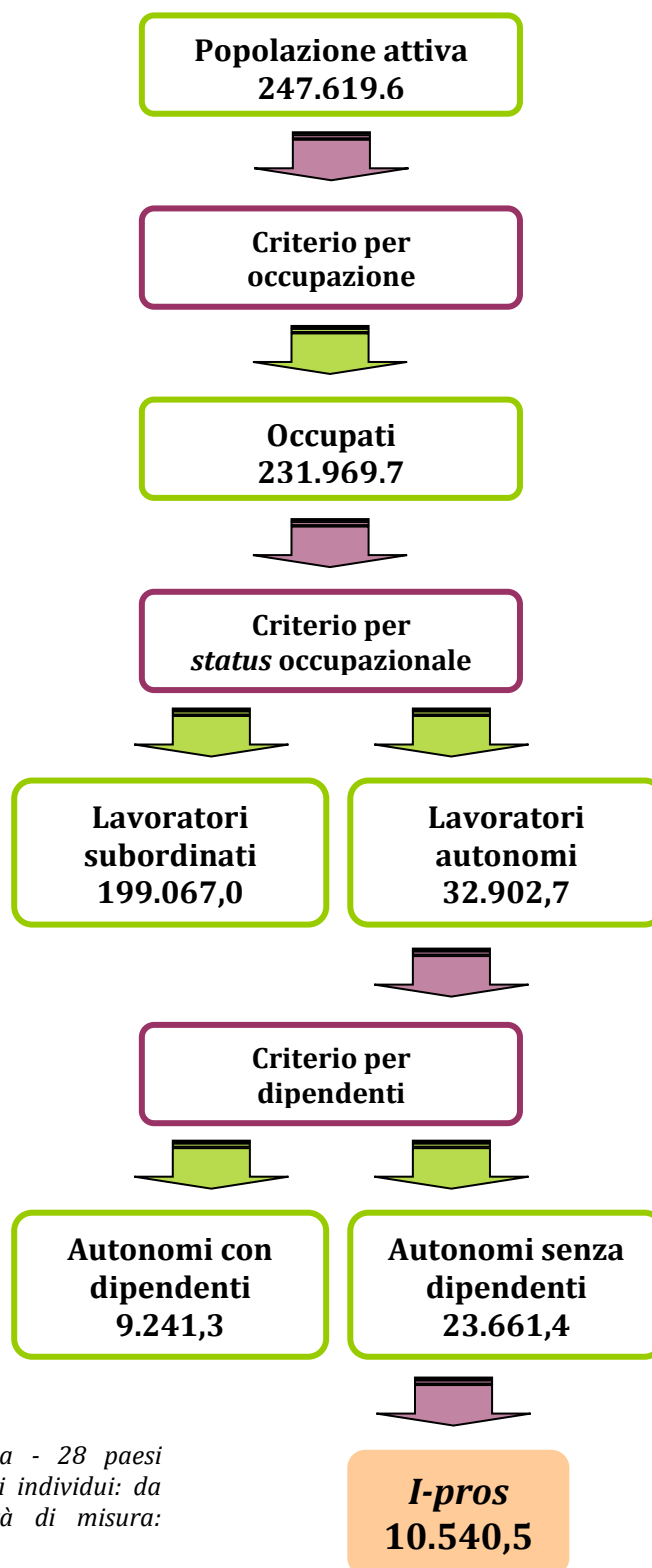 Popolazione attiva
247.619.6
Criterio per
occupazione
Occupati
231.969.7
Criterio per
status occupazionale
Lavoratori
subordinati
199.067,0
Lavoratori
autonomi
32.902,7
Criterio per
dipendenti
Autonomi con
dipendenti
9.241,3
Autonomi senza
dipendenti
23.661,4
a - 28 paesi
i individui: da
à di misura:
I-pros
10.540,5